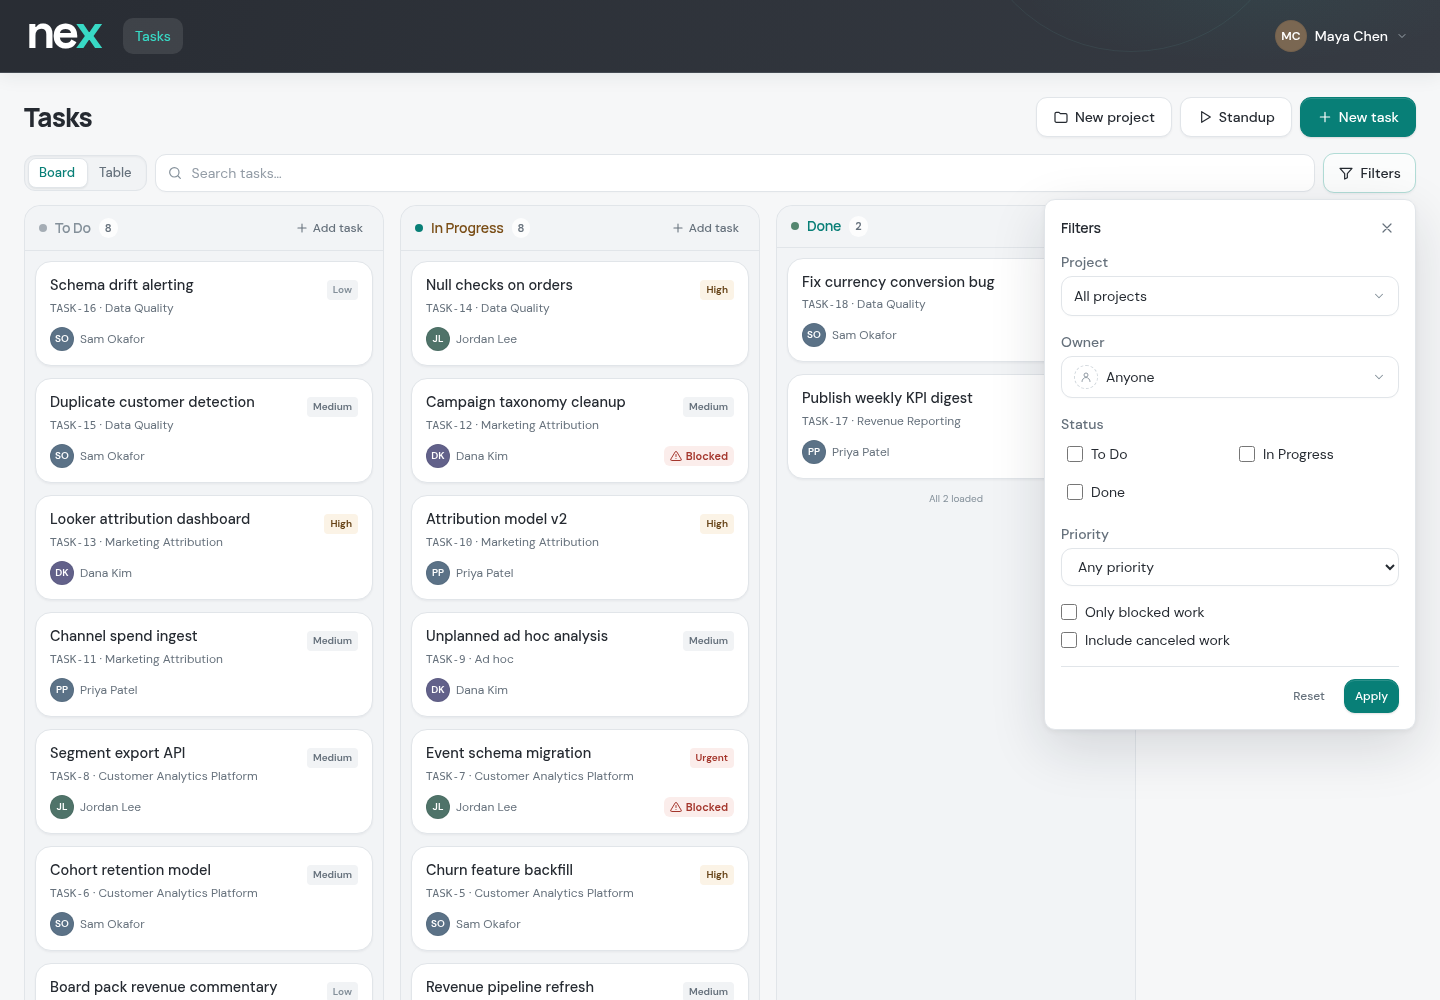 nex
Tasks
MC
Maya Chen
Tasks
New project
Standup
New task
Board
Table
Search tasks...
Filters
To Do 8
Add task
Schema drift alerting
Low
TASK-16 · Data Quality
SO
Sam Okafor
Duplicate customer detection
Medium
TASK-15 · Data Quality
SO
Sam Okafor
Looker attribution dashboard
High
TASK-13 · Marketing Attribution
DK
Dana Kim
Channel spend ingest
Medium
TASK-11 · Marketing Attribution
PP
Priya Patel
Segment export API
Medium
TASK-8 · Customer Analytics Platform
JL
Jordan Lee
Cohort retention model
Medium
TASK-6 · Customer Analytics Platform
SO
Sam Okafor
Board pack revenue commentary
Low
In Progress 8
Add task
Null checks on orders
High
TASK-14 · Data Quality
JL
Jordan Lee
Campaign taxonomy cleanup
Medium
TASK-12 · Marketing Attribution
DK
Dana Kim
Blocked
Attribution model v2
High
TASK-10 · Marketing Attribution
PP
Priya Patel
Unplanned ad hoc analysis
Medium
TASK-9 · Ad hoc
DK
Dana Kim
Event schema migration
Urgent
TASK-7 · Customer Analytics Platform
JL
Jordan Lee
Blocked
Churn feature backfill
High
TASK-5 · Customer Analytics Platform
SO
Sam Okafor
Revenue pipeline refresh
Medium
Done 2
Fix currency conversion bug
TASK-18 · Data Quality
SO
Sam Okafor
Publish weekly KPI digest
TASK-17 · Revenue Reporting
PP
Priya Patel
All 2 loaded
Filters
Project
All projects
Owner
Anyone
Status
To Do
In Progress
Done
Priority
Any priority
Only blocked work
Include canceled work
Reset
Apply